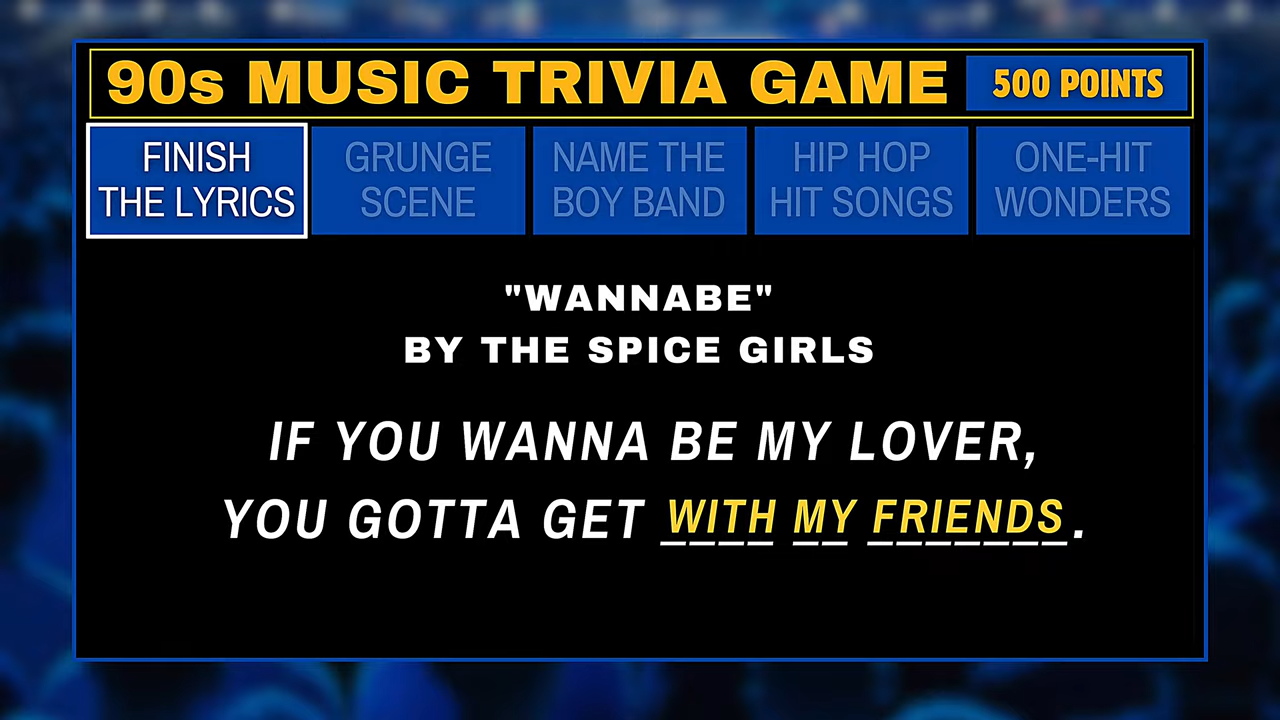 90s MUSIC TRIVIA GAME 500 POINTS
FINISH THE LYRICS
GRUNGE SCENE
NAME THE BOY BAND
HIP HOP HIT SONGS
ONE-HIT WONDERS
"WANNABE"
BY THE SPICE GIRLS
IF YOU WANNA BE MY LOVER,
YOU GOTTA GET WITH MY FRIENDS.